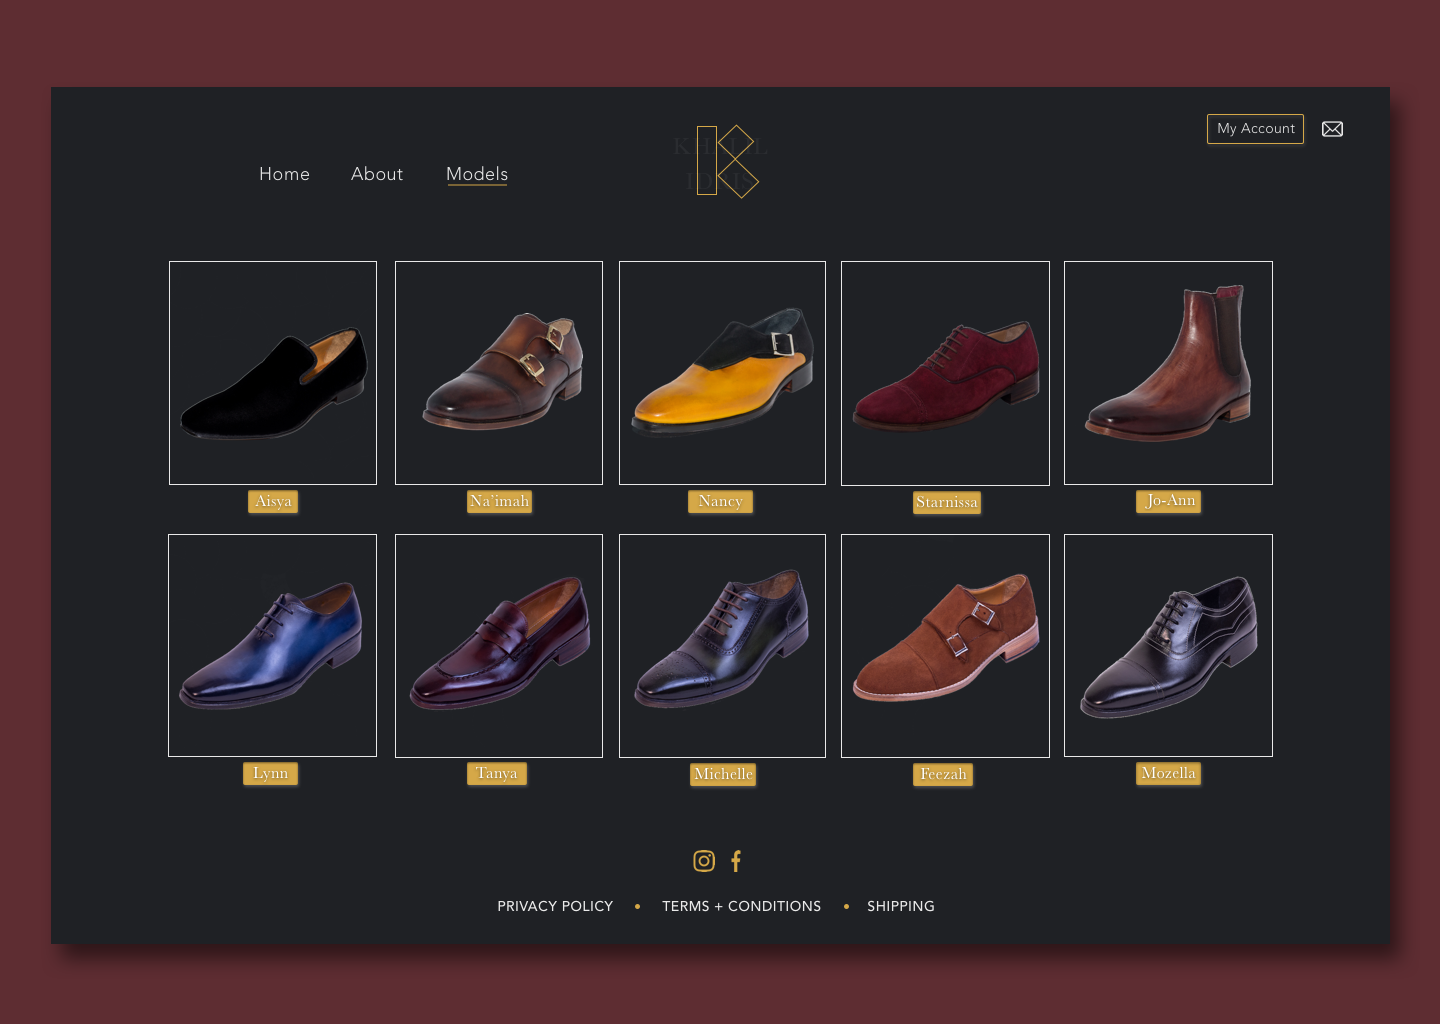 My Account
Home About Models
K
Aisya Na'imah Nancy Starnissa Jo-Ann
Lynn Tanya Michelle Feezah Mozella
PRIVACY POLICY • TERMS + CONDITIONS • SHIPPING